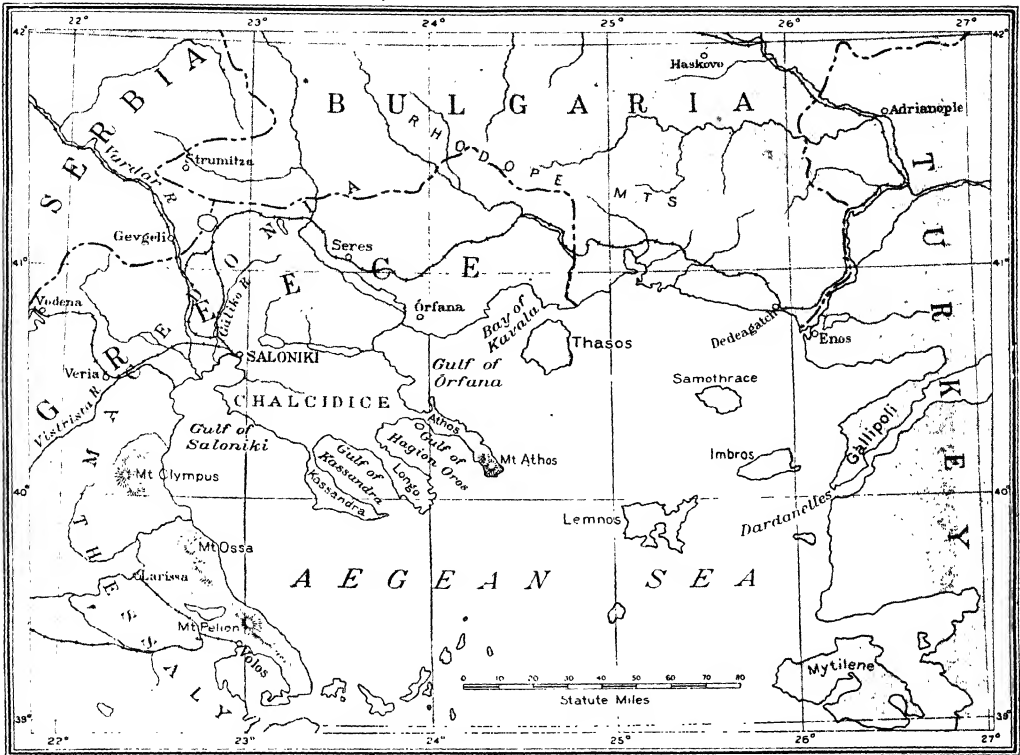 22° 23° 24° 25° 26° 27°
42° 42°
SERBIA
BULGARIA
Haskovo
Adrianople
RHODOPE MTS
Vardar R
Strumitza
TURKEY
Gevgeli
MACEDONIA
Seres
41° 41°
GREECE
Vodena
Galiko R
Orfana
Bay of
Kavala
Dedeagatch
Enos
Thasos
SALONIKI
Veria
Vistrista R
Gulf of
Orfana
Samothrace
CHALCIDICE
Gallipoli
Gulf of
Saloniki
Athos
Gulf of
Hagion Oros
Mt Athos
Imbros
Gulf of
Kassandra
Longo
Kassandra
Mt Olympus
40° 40°
Dardanelles
Lemnos
Mt Ossa
AEGEAN SEA
Larissa
THESSALY
Mt Pelion
Volos
Mytilene
0 10 20 30 40 50 60 70 80
Statute Miles
39° 39°
22° 23° 24° 25° 26° 27°